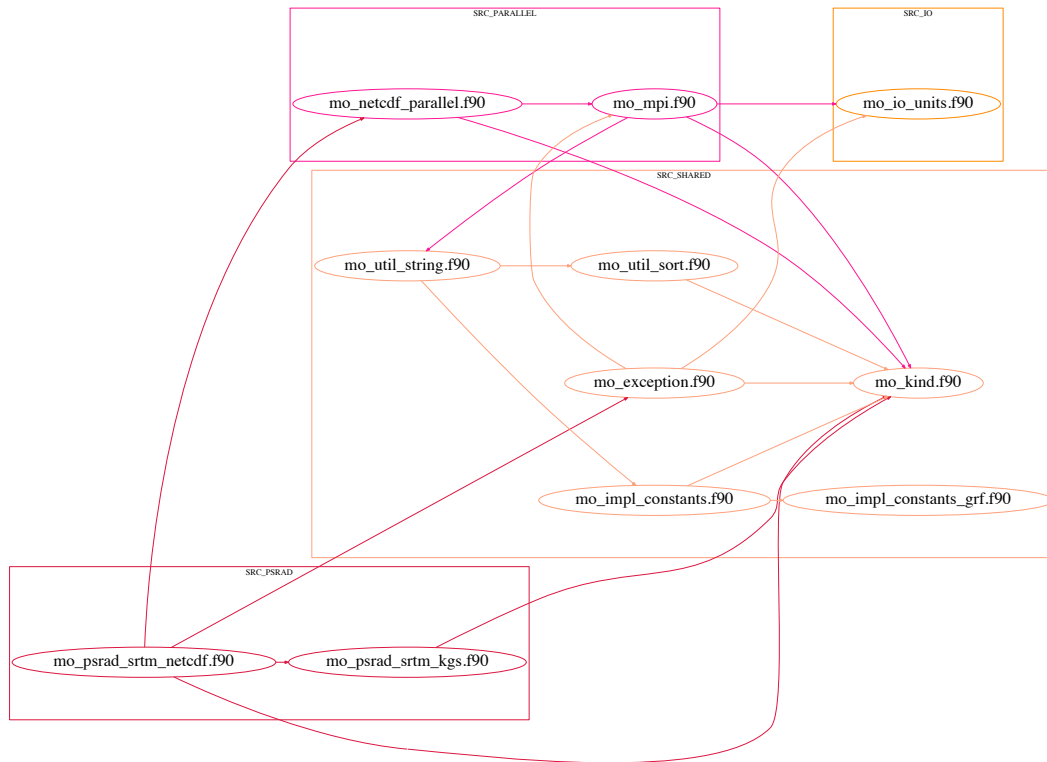 SRC_PARALLEL
SRC_IO
mo_netcdf_parallel.f90
mo_mpi.f90
mo_io_units.f90
SRC_SHARED
mo_util_string.f90
mo_util_sort.f90
mo_exception.f90
mo_kind.f90
mo_impl_constants.f90
mo_impl_constants_grf.f90
SRC_PSRAD
mo_psrad_srtm_netcdf.f90
mo_psrad_srtm_kgs.f90